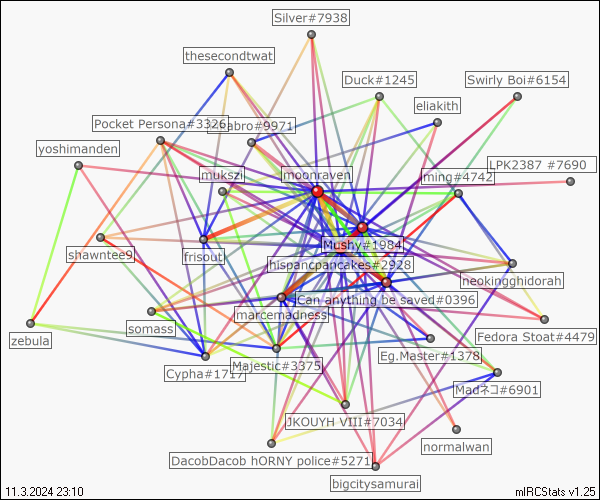 Silver#7938
thesecondtwat
Duck#1245
Swirly Boi#6154
eliakith
Pocket Persona#3326
abro#9971
yoshimanden
LPK2387 #7690
mukszi
moonraven
ming#4742
Mushy#1984
shawntee9
frisout
hispancpancakes#2928
neokingghidorah
Can anything be saved#0396
somass
marcemadness
zebula
Fedora Stoat#4479
Eg.Master#1378
Cypha#1717
Majestic#3375
Madネコ#6901
JKOUYH VIII#7034
normalwan
DacobDacob hORNY police#5271
bigcitysamurai
11.3.2024 23:10
mIRCStats v1.25